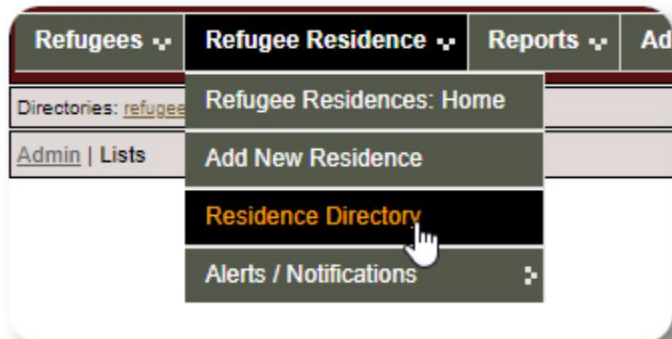 Refugees Refugee Residence Reports Ad
Refugee Residences: Home
Directories: refugee
Add New Residence
Admin | Lists
Residence Directory
Alerts / Notifications